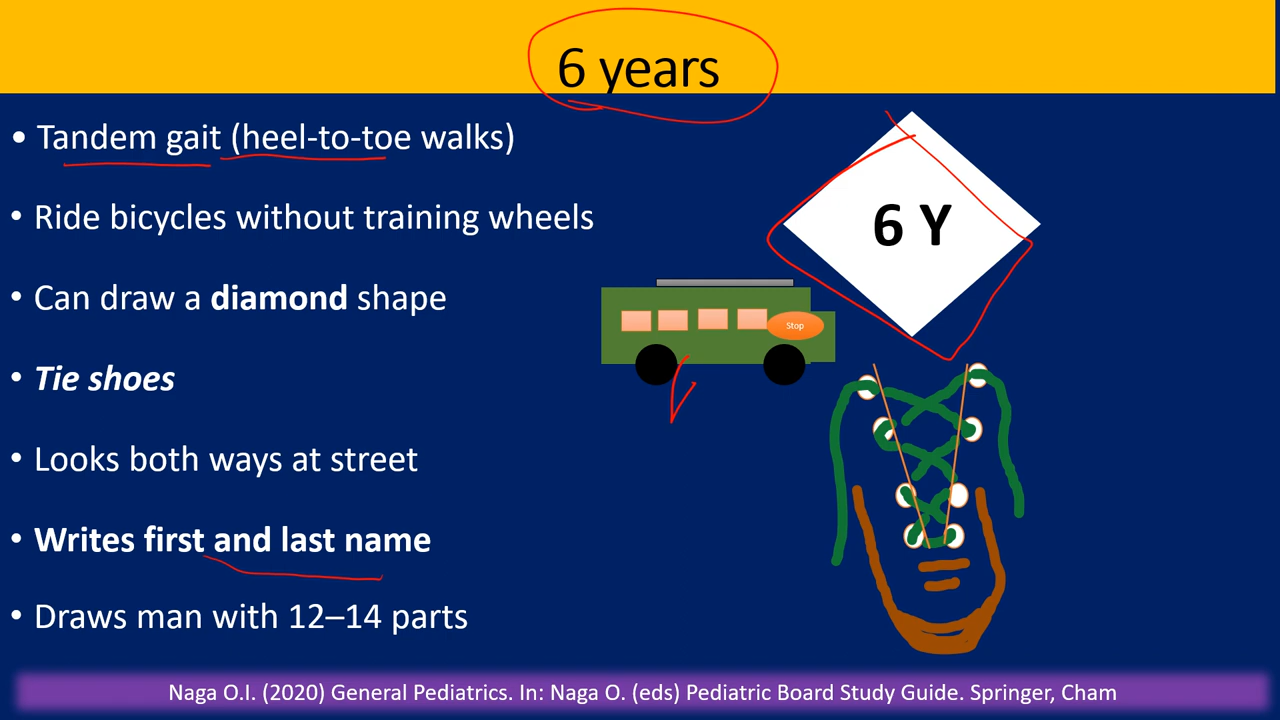 6 years
• Tandem gait (heel-to-toe walks)
• Ride bicycles without training wheels
• Can draw a diamond shape
• Tie shoes
• Looks both ways at street
• Writes first and last name
• Draws man with 12–14 parts
6 Y
Stop
Naga O.I. (2020) General Pediatrics. In: Naga O. (eds) Pediatric Board Study Guide. Springer, Cham